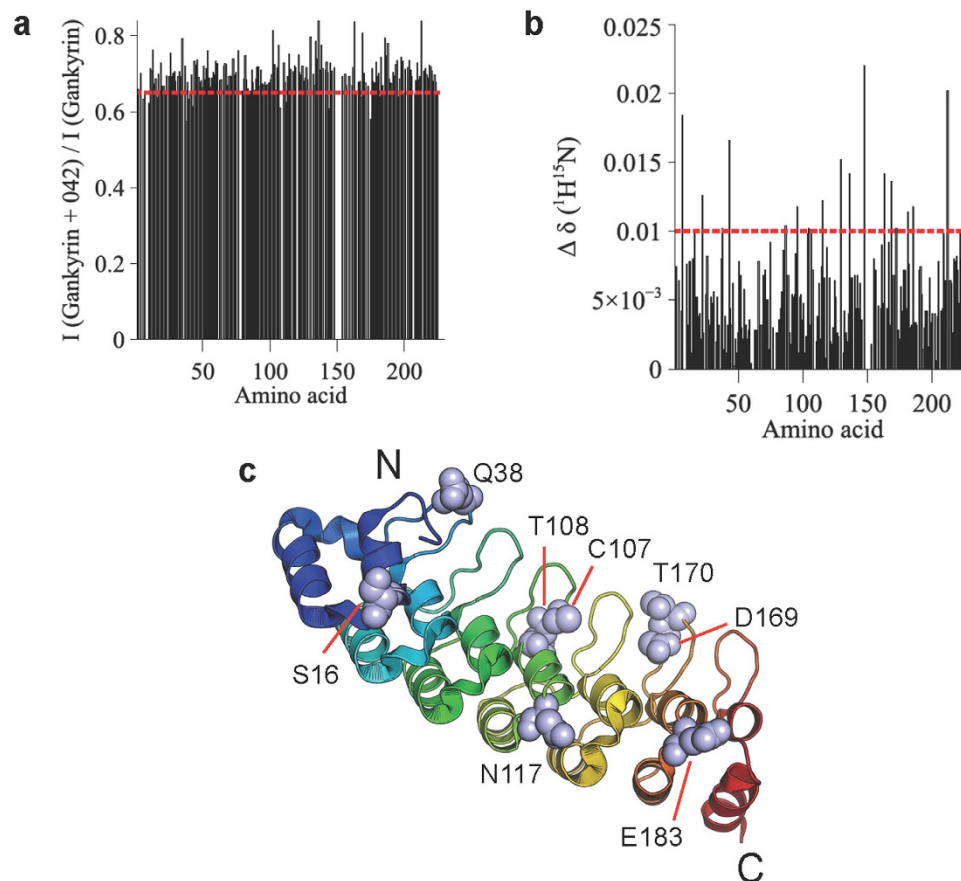 a
I (Gankyrin + 042) / I (Gankyrin)
0.8
0.6
0.4
0.2
0
50 100 150 200
Amino acid
b
Δ δ (¹H¹⁵N)
0.025
0.02
0.015
0.01
5×10⁻³
0
50 100 150 200
Amino acid
c
N
Q38
T108
C107
T170
D169
S16
N117
E183
C